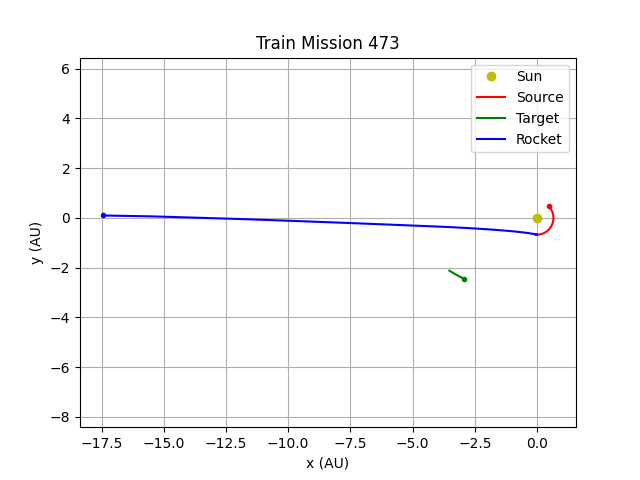 Train Mission 473
Sun
Source
Target
Rocket
6
4
2
0
−2
−4
−6
−8
y (AU)
−17.5 −15.0 −12.5 −10.0 −7.5 −5.0 −2.5 0.0
x (AU)